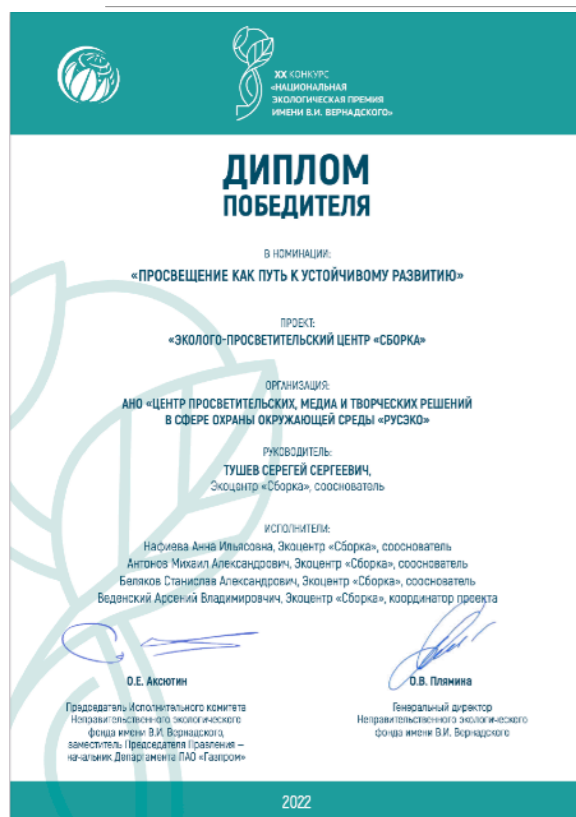 XX КОНКУРС
«НАЦИОНАЛЬНАЯ
ЭКОЛОГИЧЕСКАЯ ПРЕМИЯ
ИМЕНИ В.И. ВЕРНАДСКОГО»
ДИПЛОМ
ПОБЕДИТЕЛЯ
В НОМИНАЦИИ:
«ПРОСВЕЩЕНИЕ КАК ПУТЬ К УСТОЙЧИВОМУ РАЗВИТИЮ»
ПРОЕКТ:
«ЭКОЛОГО-ПРОСВЕТИТЕЛЬСКИЙ ЦЕНТР «СБОРКА»
ОРГАНИЗАЦИЯ:
АНО «ЦЕНТР ПРОСВЕТИТЕЛЬСКИХ, МЕДИА И ТВОРЧЕСКИХ РЕШЕНИЙ
В СФЕРЕ ОХРАНЫ ОКРУЖАЮЩЕЙ СРЕДЫ «РУСЭКО»
РУКОВОДИТЕЛЬ:
ТУШЕВ СЕРЕГЕЙ СЕРГЕЕВИЧ,
Экоцентр «Сборка», сооснователь
ИСПОЛНИТЕЛИ:
Нафиева Анна Ильясовна, Экоцентр «Сборка», сооснователь
Антонов Михаил Александрович, Экоцентр «Сборка», сооснователь
Беляков Станислав Александрович, Экоцентр «Сборка», сооснователь
Веденский Арсений Владимировчич, Экоцентр «Сборка», координатор проекта
О.Е. Аксютин
Председатель Исполнительного комитета
Неправительственного экологического
фонда имени В.И. Вернадского,
заместитель Председателя Правления –
начальник Департамента ПАО «Газпром»
О.В. Плямина
Генеральный директор
Неправительственного экологического
фонда имени В.И. Вернадского
2022